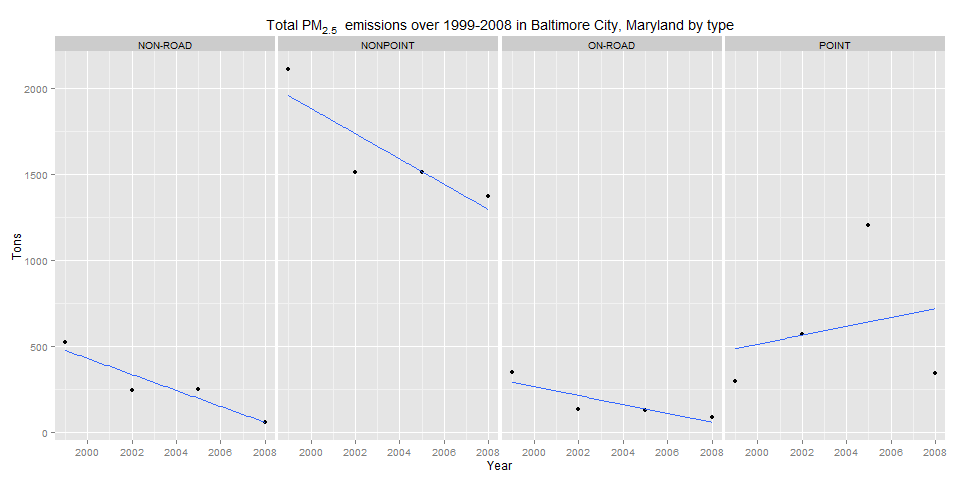 Total PM2.5 emissions over 1999-2008 in Baltimore City, Maryland by type
NON-ROAD NONPOINT ON-ROAD POINT
2000
1500
1000
500
0
Tons
2000 2002 2004 2006 2008 2000 2002 2004 2006 2008 2000 2002 2004 2006 2008 2000 2002 2004 2006 2008
Year